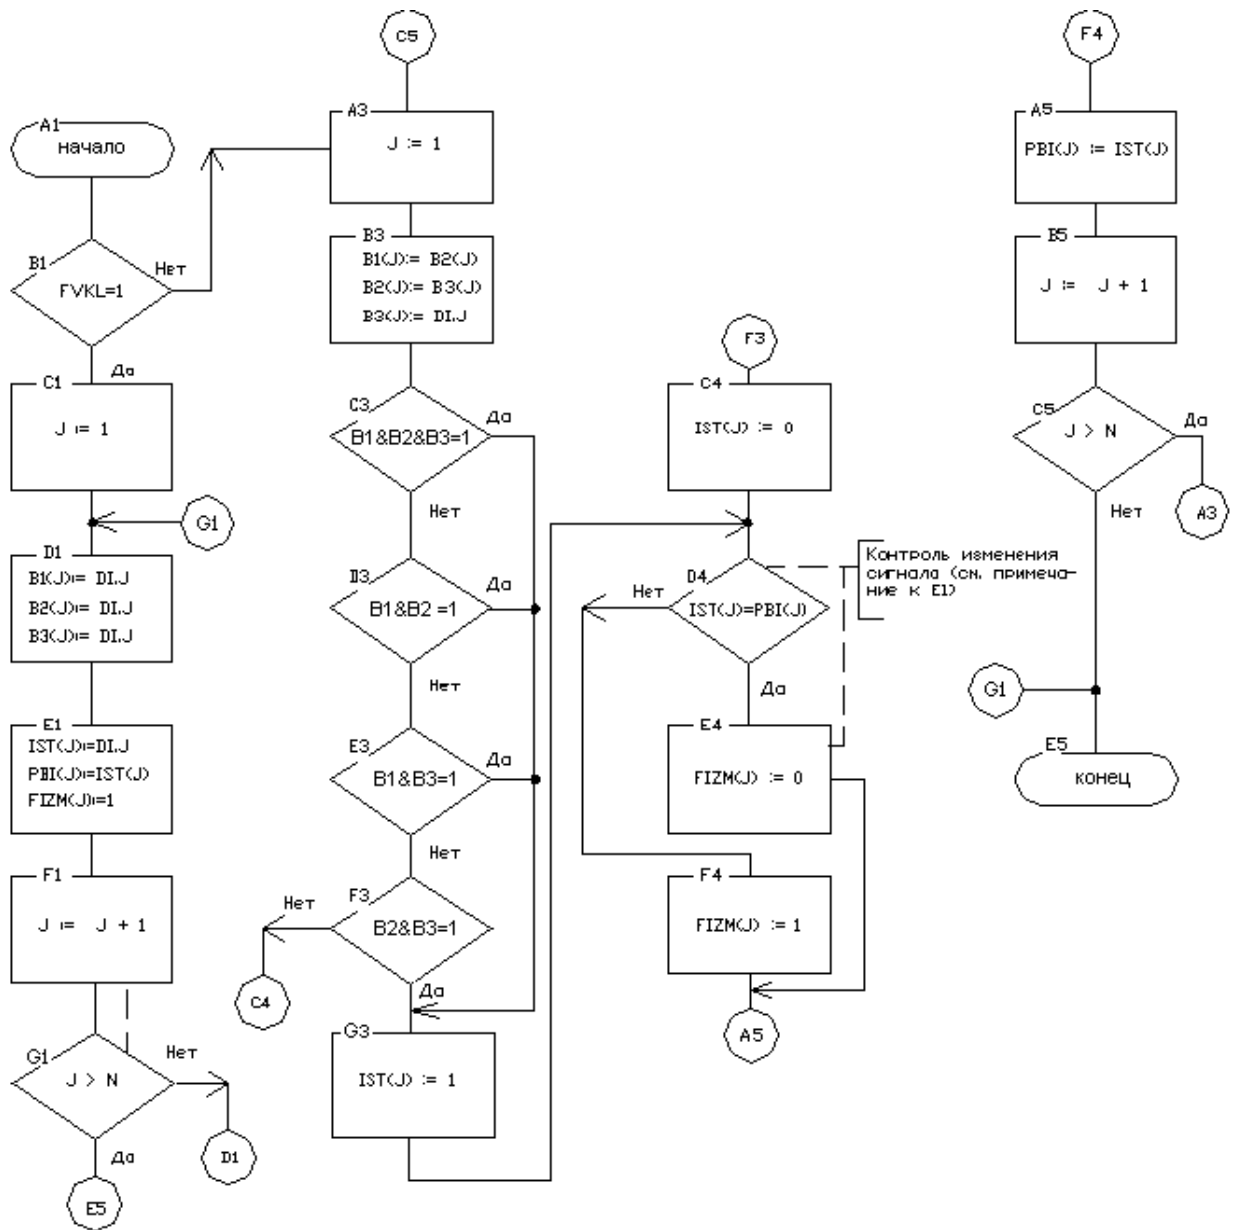 A1
начало
B1
FVKL=1
Нет
Да
C1
J := 1
G1
D1
B1(J):= DI.J
B2(J):= DI.J
B3(J):= DI.J
E1
IST(J):=DI.J
PBI(J):=IST(J)
FIZM(J):=1
F1
J := J + 1
G1
J > N
Нет
D1
Да
E5
C5
A3
J := 1
B3
B1(J):= B2(J)
B2(J):= B3(J)
B3(J):= DI.J
C3
B1&B2&B3=1
Да
Нет
D3
B1&B2 =1
Да
Нет
E3
B1&B3=1
Да
Нет
F3
B2&B3=1
Нет
C4
Да
G3
IST(J) := 1
F3
C4
IST(J) := 0
D4
IST(J)=PBI(J)
Нет
Да
Контроль изменения
сигнала (см. примеча-
ние к E1)
E4
FIZM(J) := 0
F4
FIZM(J) := 1
A5
F4
A5
PBI(J) := IST(J)
B5
J := J + 1
C5
J > N
Да
A3
Нет
G1
E5
конец